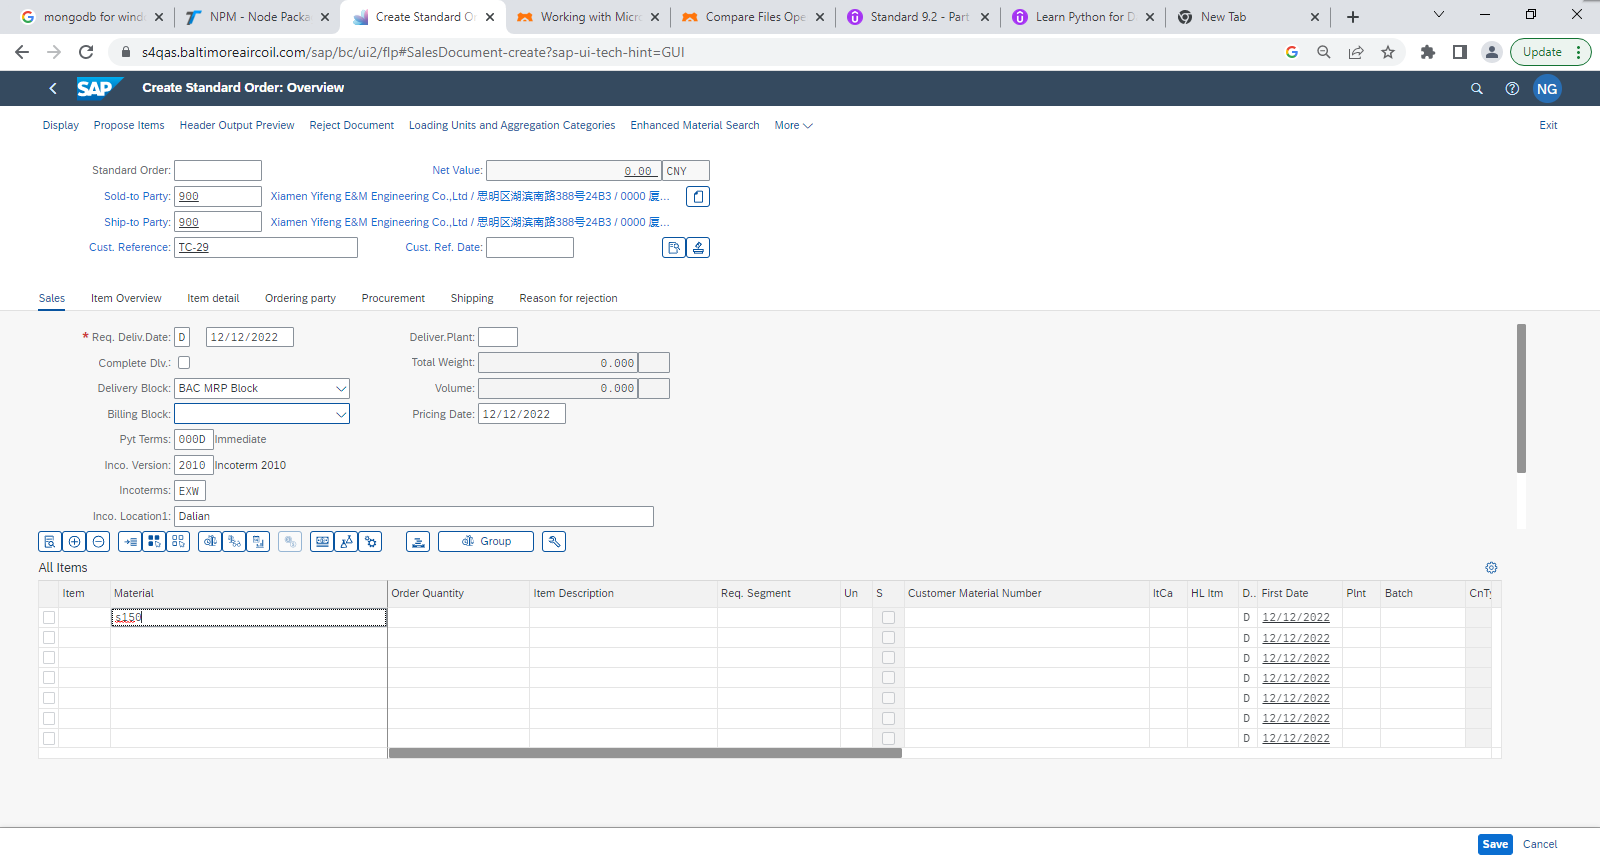 mongodb for wind
NPM - Node Packa
Create Standard O
Working with Micro
Compare Files Ope
Standard 9.2 - Part
Learn Python for D
New Tab
s4qas.baltimoreaircoil.com/sap/bc/ui2/flp#SalesDocument-create?sap-ui-tech-hint=GUI
Update
SAP
Create Standard Order: Overview
NG
Display Propose Items Header Output Preview Reject Document Loading Units and Aggregation Categories Enhanced Material Search More Exit
Standard Order: Net Value: 0.00 CNY
Sold-to Party: 900 Xiamen Yifeng E&M Engineering Co.,Ltd / 思明区湖滨南路388号24B3 / 0000 厦...
Ship-to Party: 900 Xiamen Yifeng E&M Engineering Co.,Ltd / 思明区湖滨南路388号24B3 / 0000 厦...
Cust. Reference: TC-29 Cust. Ref. Date:
Sales Item Overview Item detail Ordering party Procurement Shipping Reason for rejection
* Req. Deliv.Date: D 12/12/2022 Deliver.Plant:
Complete Dlv.: Total Weight: 0.000
Delivery Block: BAC MRP Block Volume: 0.000
Billing Block: Pricing Date: 12/12/2022
Pyt Terms: 000D Immediate
Inco. Version: 2010 Incoterm 2010
Incoterms: EXW
Inco. Location1: Dalian
Group
All Items
Item Material Order Quantity Item Description Req. Segment Un S Customer Material Number ItCa HL Itm D.. First Date Plnt Batch CnTy
s150 D 12/12/2022
D 12/12/2022
D 12/12/2022
D 12/12/2022
D 12/12/2022
D 12/12/2022
D 12/12/2022
Save Cancel